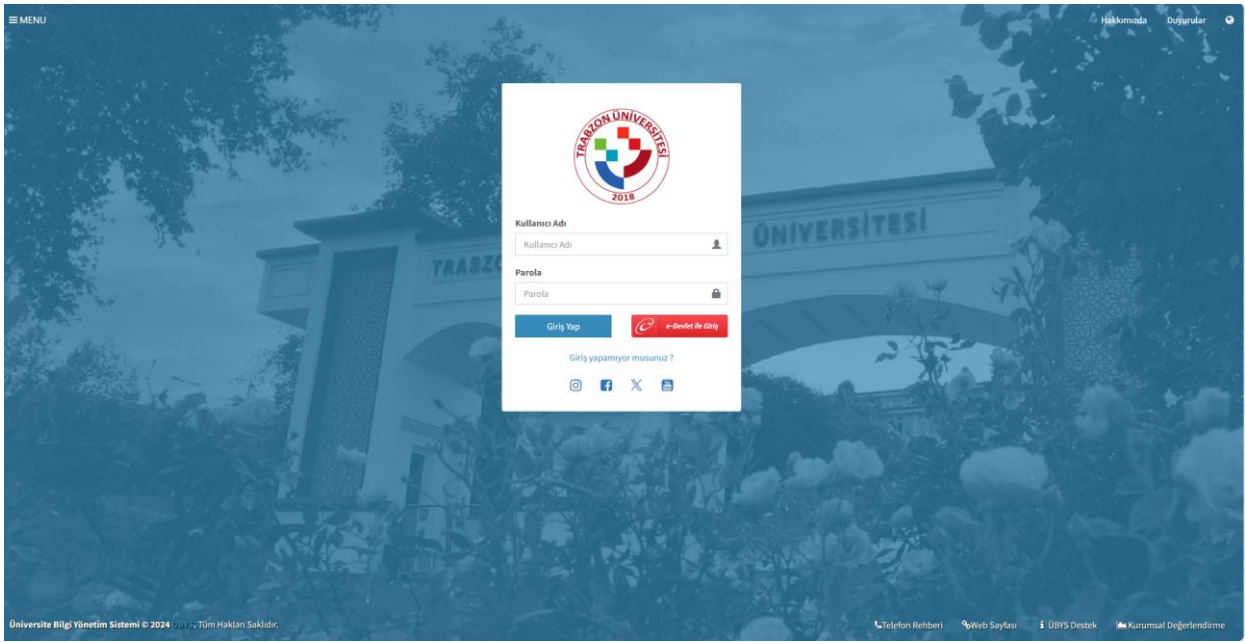 MENU
Hakkımızda
Duyurular
TRABZON ÜNİVERSİTESİ
2018
Kullanıcı Adı
Kullanıcı Adı
Parola
Parola
Giriş Yap
e-Devlet ile Giriş
Giriş yapamıyor musunuz ?
TRABZO
ÜNİVERSİTESİ
Üniversite Bilgi Yönetim Sistemi © 2024 ÜBYS. Tüm Hakları Saklıdır.
Telefon Rehberi
Web Sayfası
ÜBYS Destek
Kurumsal Değerlendirme